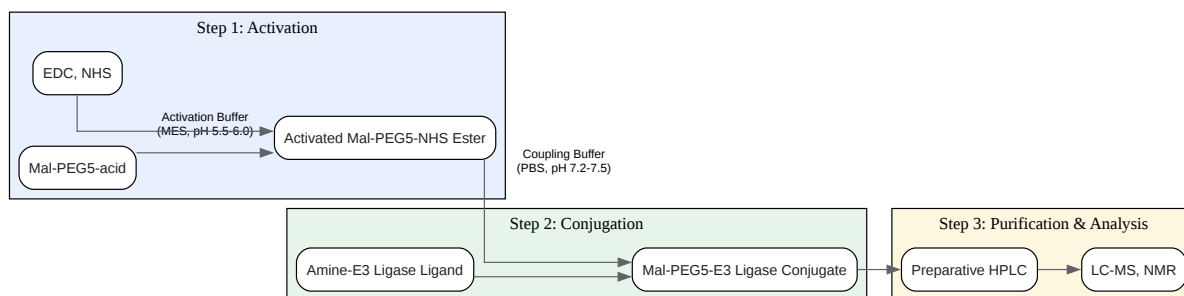 Step 1: Activation
EDC, NHS
Activation Buffer
(MES, pH 5.5-6.0)
Activated Mal-PEG5-NHS Ester
Mal-PEG5-acid
Coupling Buffer
(PBS, pH 7.2-7.5)
Step 2: Conjugation
Amine-E3 Ligase Ligand
Mal-PEG5-E3 Ligase Conjugate
Step 3: Purification & Analysis
Preparative HPLC
LC-MS, NMR